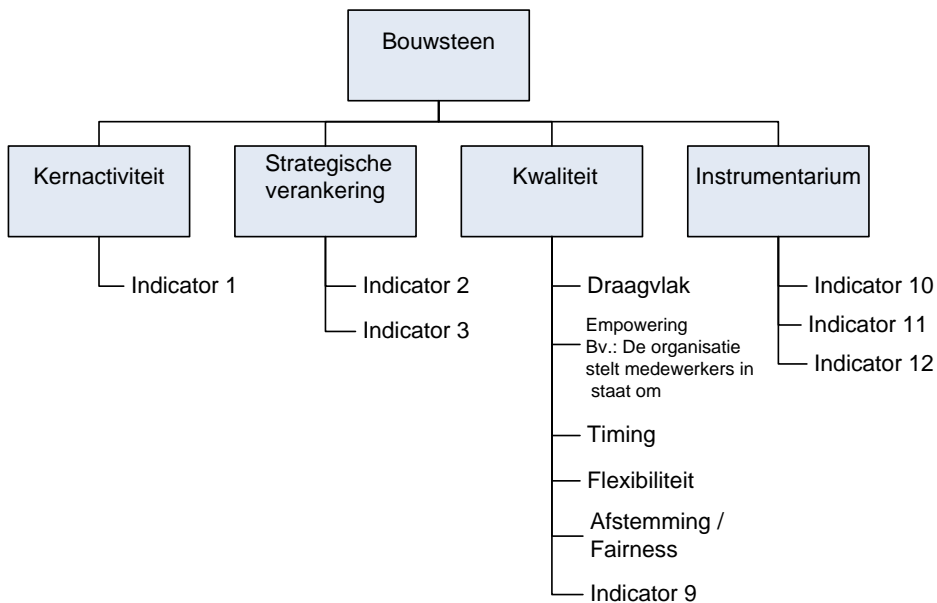 Bouwsteen
Kernactiviteit
Strategische
verankering
Kwaliteit
Instrumentarium
Indicator 1
Indicator 2
Indicator 3
Draagvlak
Empowering
Bv.: De organisatie
stelt medewerkers in
staat om
Timing
Flexibiliteit
Afstemming /
Fairness
Indicator 9
Indicator 10
Indicator 11
Indicator 12